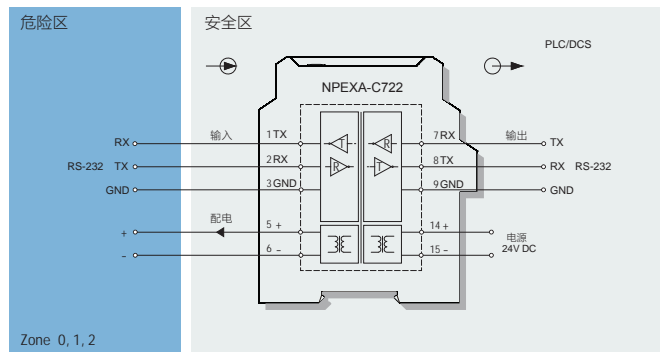 危险区
安全区
PLC/DCS
NPEXA-C722
RX 输入 1 TX T R 7 RX 输出 TX
RS-232 TX 2 RX R T 8 TX RX RS-232
GND 3 GND 9 GND GND
+ 配电 5 + 14 + 电源
- 6 - 15 - 24V DC
Zone 0, 1, 2